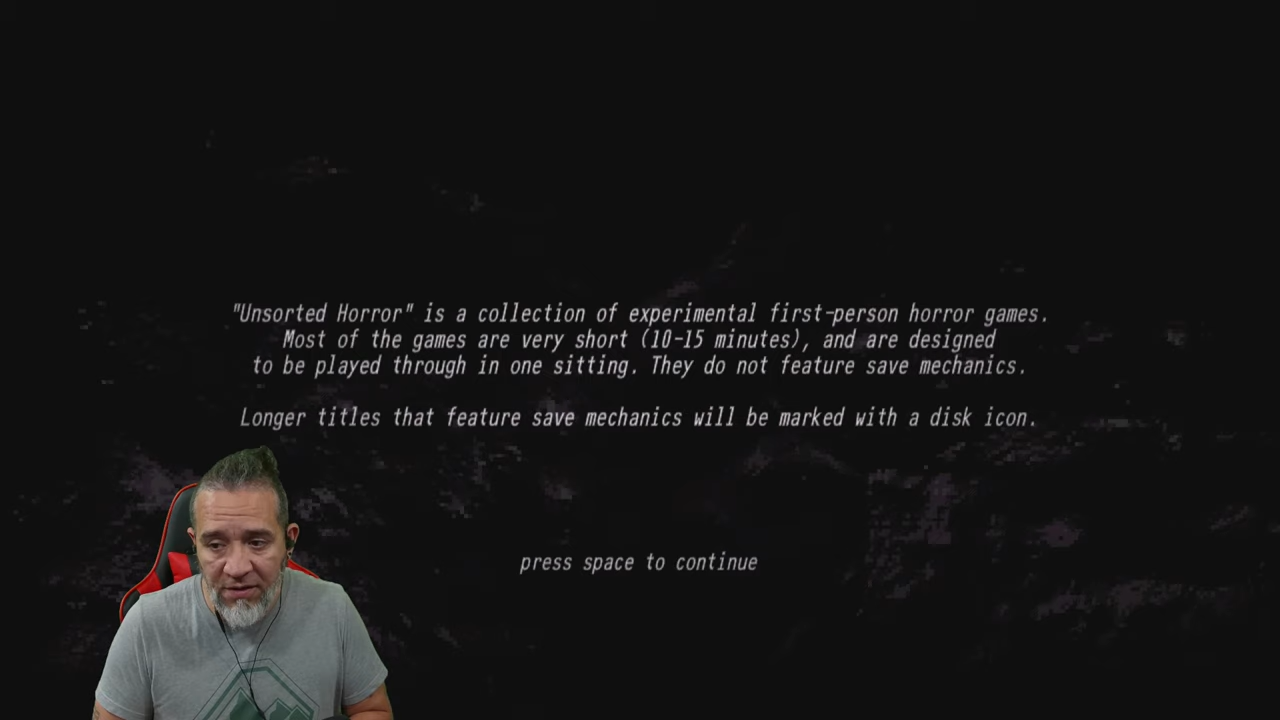 "Unsorted Horror" is a collection of experimental first-person horror games.
Most of the games are very short (10-15 minutes), and are designed
to be played through in one sitting. They do not feature save mechanics.
Longer titles that feature save mechanics will be marked with a disk icon.
press space to continue